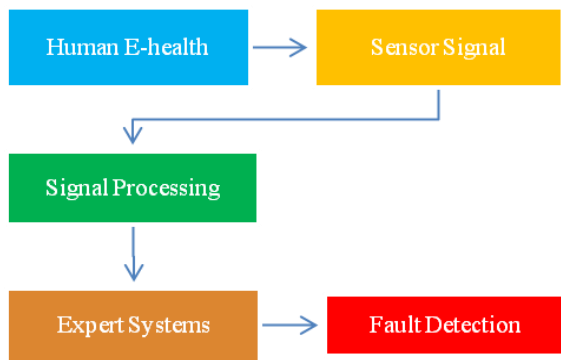 Human E-health
Sensor Signal
Signal Processing
Expert Systems
Fault Detection